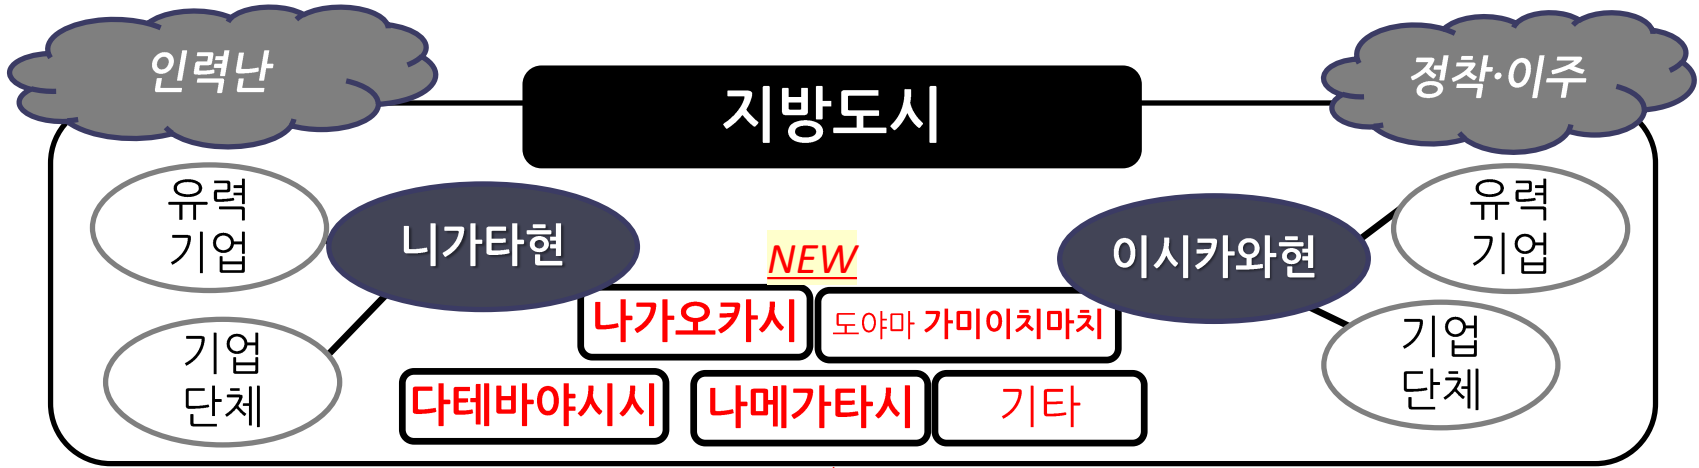 인력난
정착·이주
지방도시
유력
기업
니가타현
이시카와현
유력
기업
NEW
나가오카시
도야마 가미이치마치
기업
단체
기업
단체
다테바야시시
나메가타시
기타